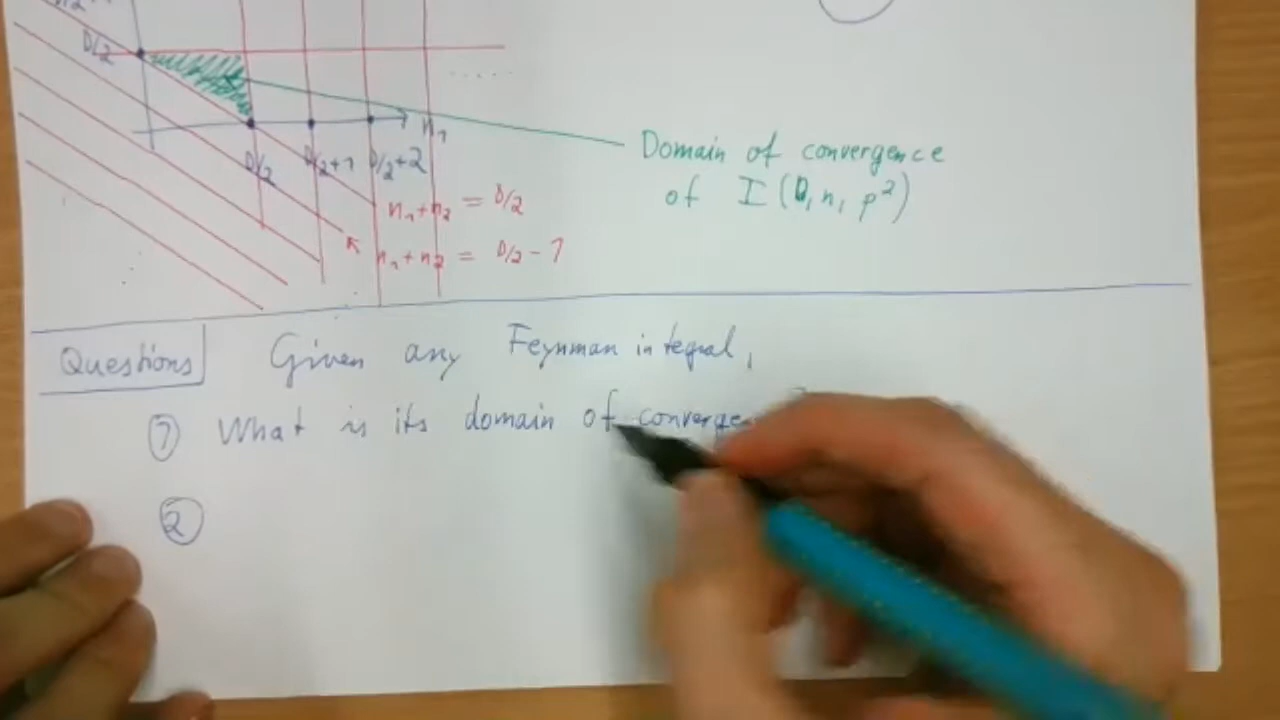 D/2
n₁
D/2 D/2+1 D/2+2
n₁+n₂ = D/2
n₁+n₂ = D/2 - 1
Domain of convergence
of I (D, n, p²)
Questions Given any Feynman integral,
① What is its domain of converge
②